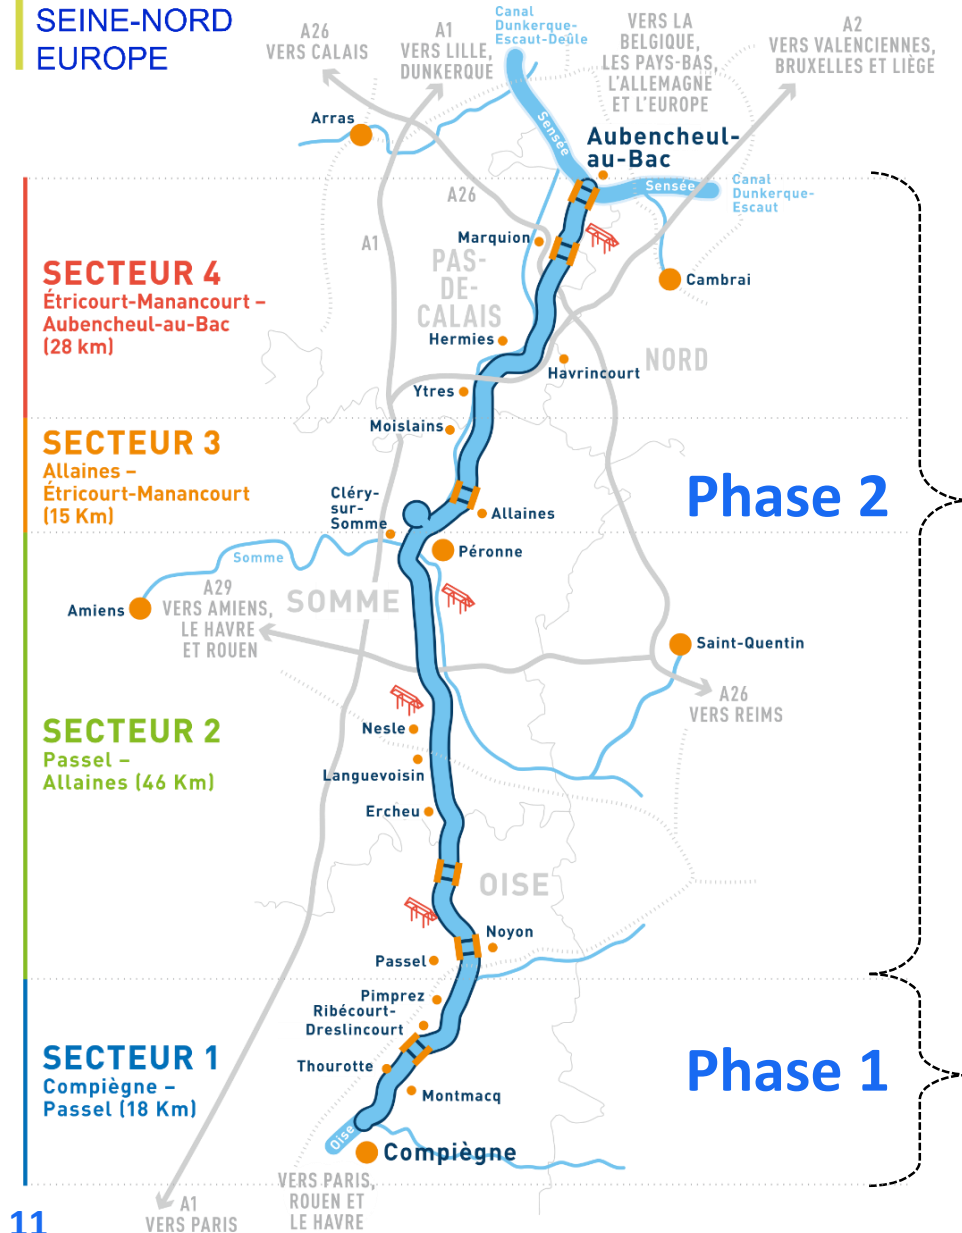 SEINE-NORD
EUROPE
A26
VERS CALAIS
A1
VERS LILLE,
DUNKERQUE
Canal
Dunkerque-
Escaut-Deûle
VERS LA
BELGIQUE,
LES PAYS-BAS,
L'ALLEMAGNE
ET L'EUROPE
A2
VERS VALENCIENNES,
BRUXELLES ET LIÈGE
Arras
Sensée
Aubencheul-
au-Bac
Sensée
Canal
Dunkerque-
Escaut
A26
A1
Marquion
PAS-
DE-
CALAIS
Cambrai
SECTEUR 4
Étricourt-Manancourt –
Aubencheul-au-Bac
(28 km)
Hermies
Havrincourt
NORD
Ytres
Moislains
SECTEUR 3
Allaines –
Étricourt-Manancourt
(15 Km)
Phase 2
Cléry-
sur-
Somme
Allaines
Péronne
Somme
Amiens
A29
VERS AMIENS,
LE HAVRE
ET ROUEN
SOMME
Saint-Quentin
A26
VERS REIMS
SECTEUR 2
Passel –
Allaines (46 Km)
Nesle
Languevoisin
Ercheu
OISE
Noyon
Passel
Pimprez
Ribécourt-
Dreslincourt
SECTEUR 1
Compiègne –
Passel (18 Km)
Thourotte
Montmacq
Phase 1
Oise
Compiègne
VERS PARIS,
ROUEN ET
LE HAVRE
A1
VERS PARIS
11